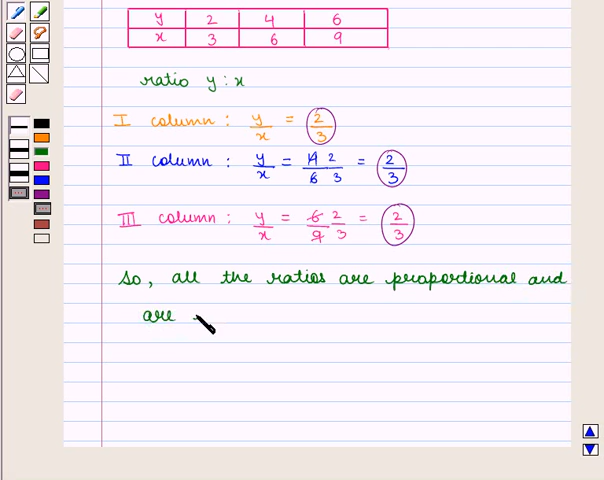 y 2 4 6
x 3 6 9
ratio y : x
I column : y/x = 2/3
II column : y/x = 4/6 2/3 = 2/3
III column : y/x = 6/9 2/3 = 2/3
So, all the ratios are proportional and
are